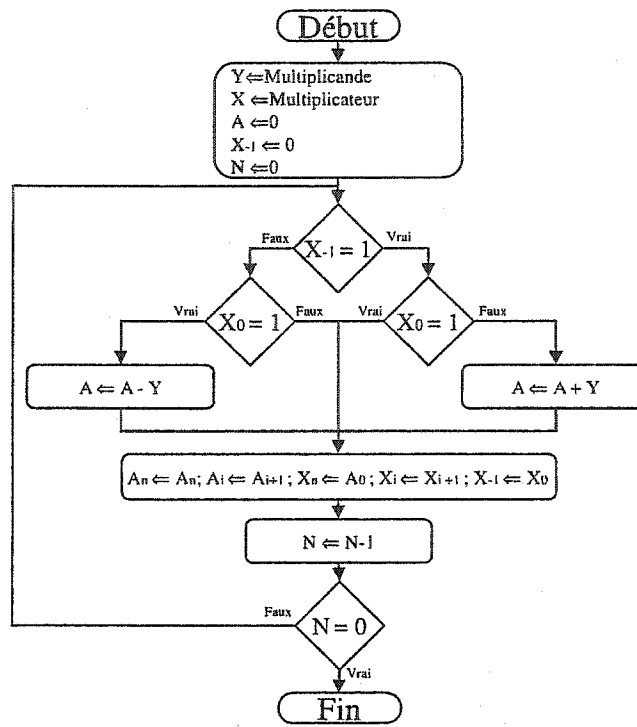 Début
Y⇐Multiplicande
X ⇐Multiplicateur
A ⇐0
X-1 ⇐ 0
N ⇐0
X-1 = 1
Faux
Vrai
X0 = 1
Vrai
Faux
X0 = 1
Vrai
Faux
A ⇐ A - Y
A ⇐ A + Y
An ⇐ An; Ai ⇐ Ai+1 ; Xn ⇐ A0 ; Xi ⇐ Xi+1 ; X-1 ⇐ X0
N ⇐ N-1
Faux
N = 0
Vrai
Fin